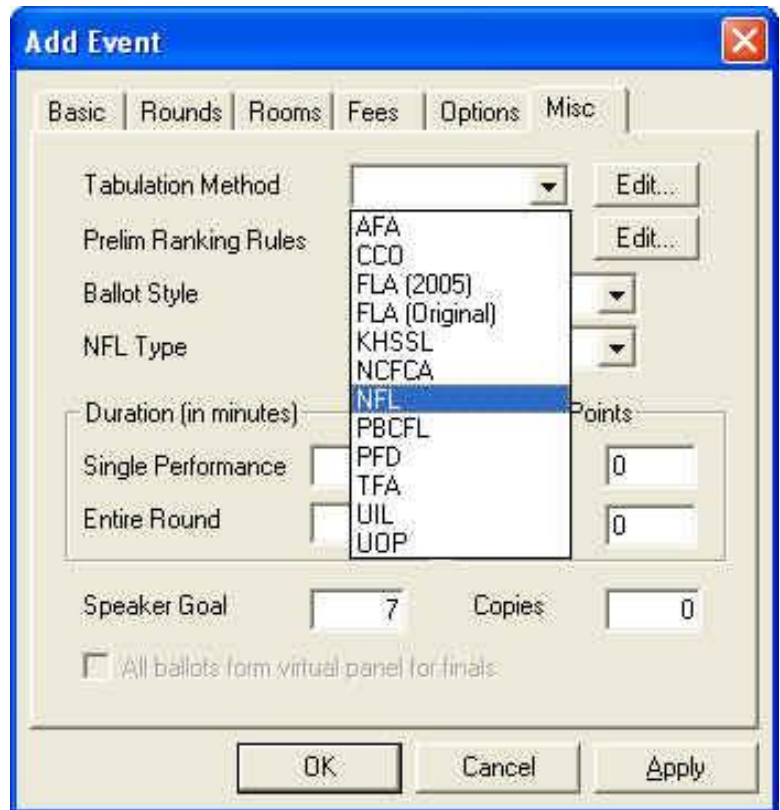 Add Event
Basic Rounds Rooms Fees Options Misc
Tabulation Method Edit...
AFA
Prelim Ranking Rules Edit...
CCO
FLA (2005)
Ballot Style
FLA (Original)
KHSSL
NFL Type
NCFCA
NFL
Duration (in minutes) Points
PBCFL
Single Performance PFD 0
TFA
Entire Round UIL 0
UOP
Speaker Goal 7 Copies 0
All ballots form virtual panel for finals
OK Cancel Apply